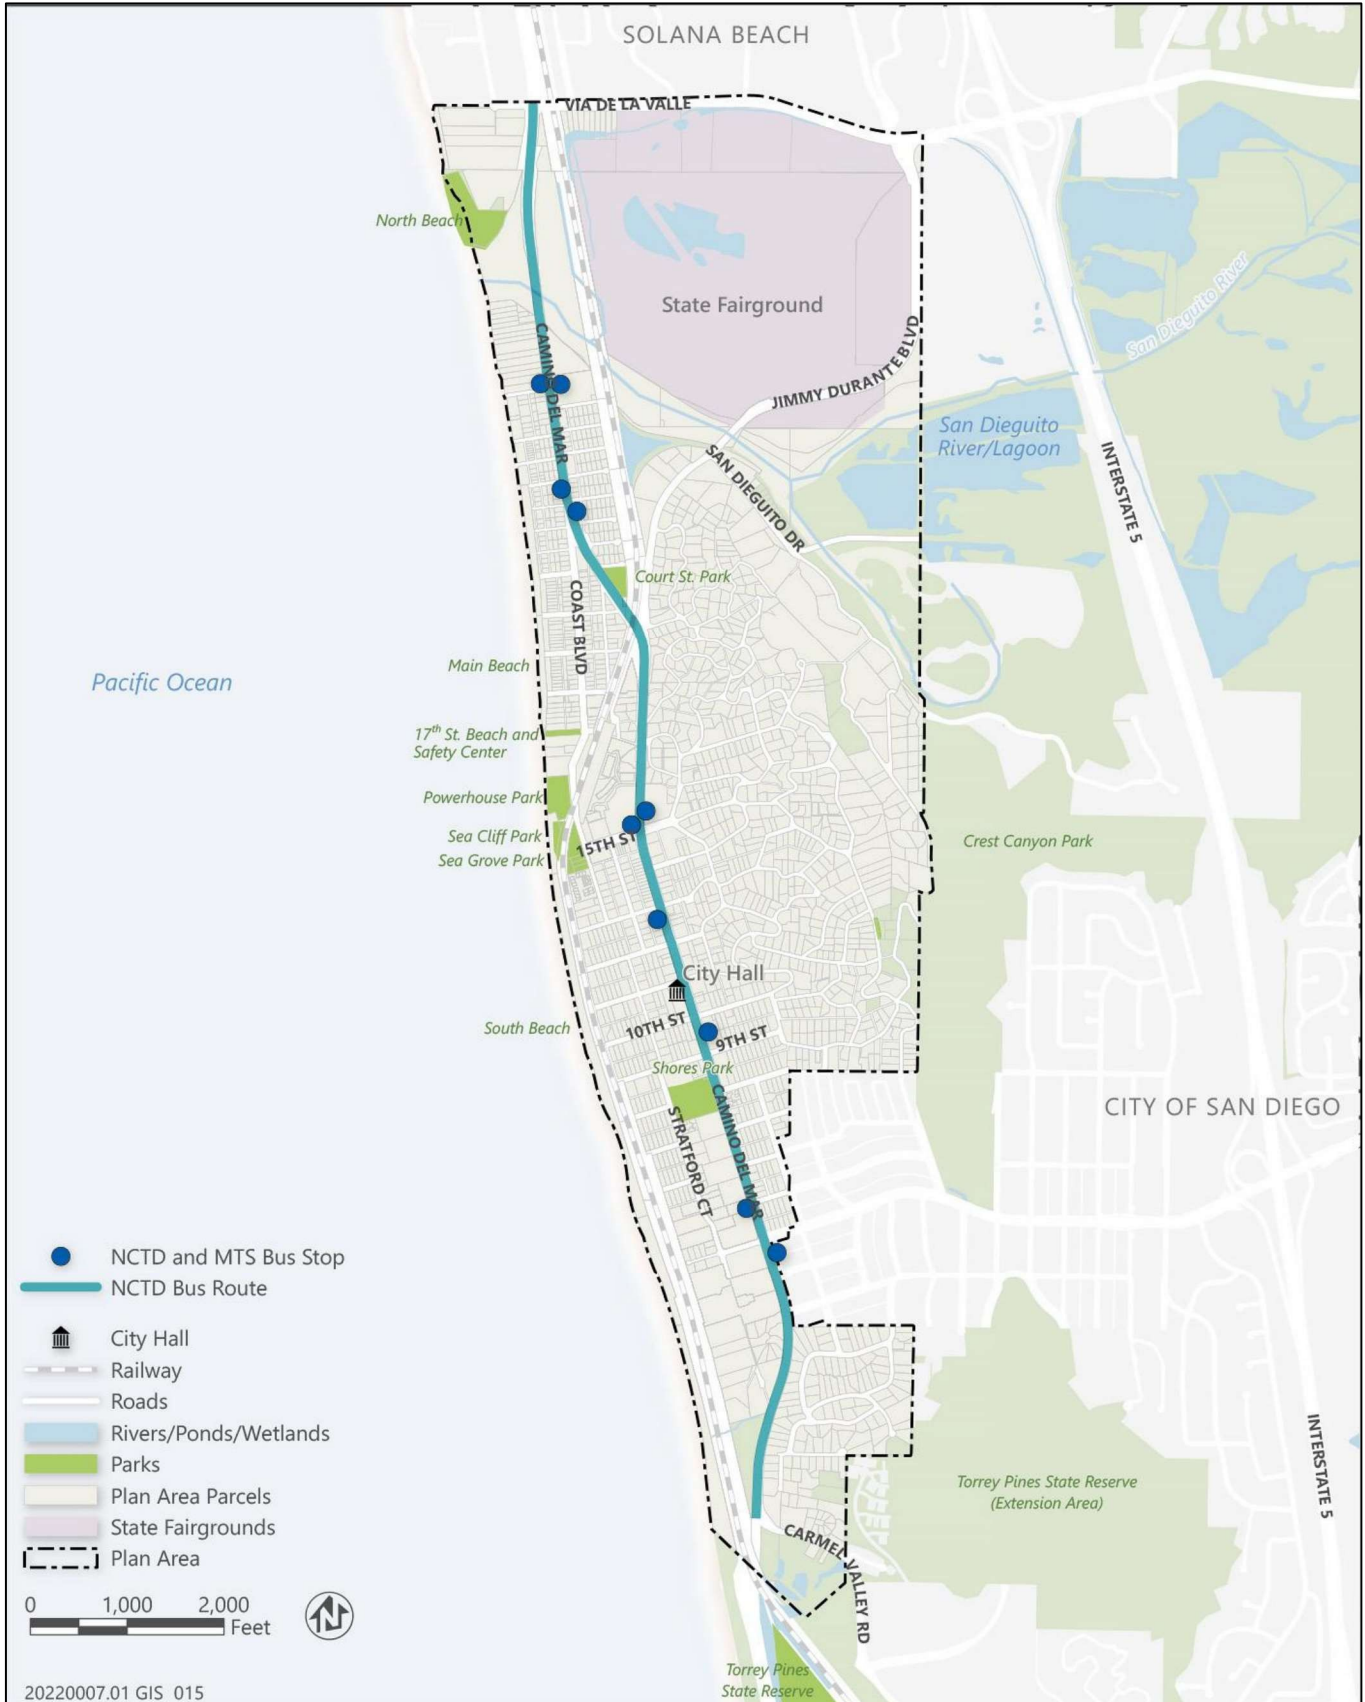 SOLANA BEACH
VIA DE LA VALLE
North Beach
State Fairground
San Dieguito River
CAMINO DEL MAR
JIMMY DURANTE BLVD
San Dieguito
River/Lagoon
SAN DIEGUITO DR
INTERSTATE 5
Court St. Park
COAST BLVD
Main Beach
Pacific Ocean
17th St. Beach and
Safety Center
Powerhouse Park
Sea Cliff Park
15TH ST
Sea Grove Park
Crest Canyon Park
City Hall
South Beach
10TH ST
9TH ST
Shores Park
CAMINO DEL MAR
STRATFORD CT
CITY OF SAN DIEGO
NCTD and MTS Bus Stop
NCTD Bus Route
City Hall
Railway
Roads
Rivers/Ponds/Wetlands
Parks
Plan Area Parcels
State Fairgrounds
Plan Area
Torrey Pines State Reserve
(Extension Area)
INTERSTATE 5
CARMEL VALLEY RD
0 1,000 2,000
Feet
N
Torrey Pines
State Reserve
20220007.01 GIS 015